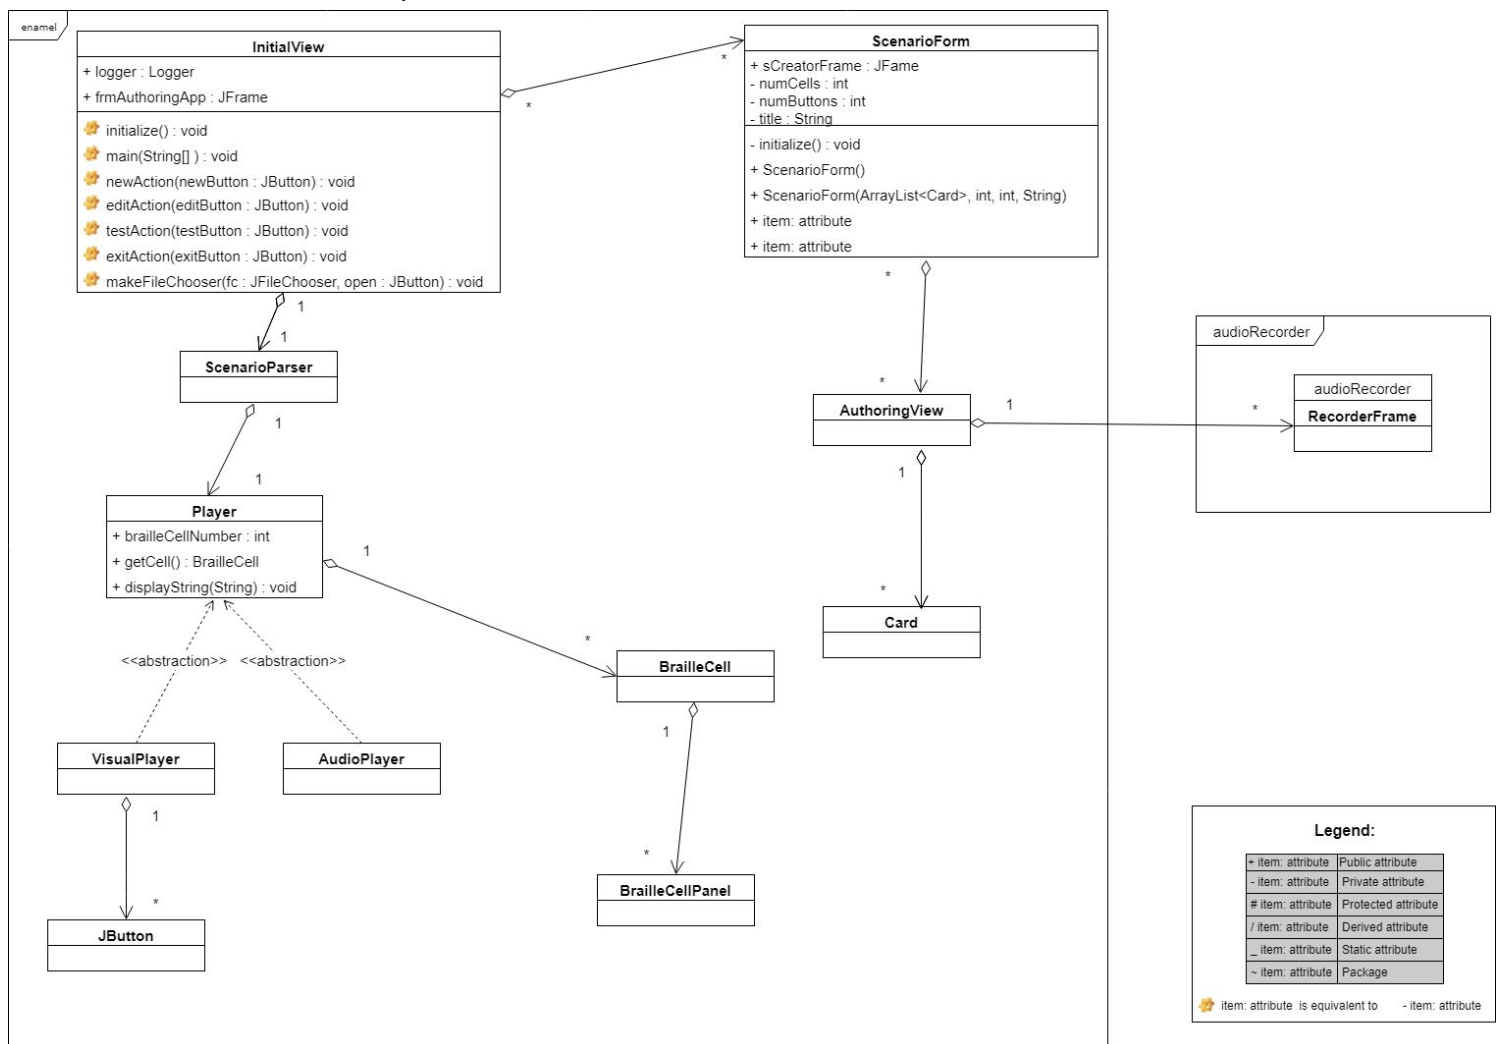 enamel
InitialView
+ logger : Logger
+ frmAuthoringApp : JFrame
initialize() : void
main(String[] ) : void
newAction(newButton : JButton) : void
editAction(editButton : JButton) : void
testAction(testButton : JButton) : void
exitAction(exitButton : JButton) : void
makeFileChooser(fc : JFileChooser, open : JButton) : void
*
*
ScenarioForm
+ sCreatorFrame : JFame
- numCells : int
- numButtons : int
- title : String
- initialize() : void
+ ScenarioForm()
+ ScenarioForm(ArrayList<Card>, int, int, String)
+ item: attribute
+ item: attribute
1
1
ScenarioParser
1
1
Player
+ brailleCellNumber : int
+ getCell() : BrailleCell
+ displayString(String) : void
<<abstraction>>
<<abstraction>>
VisualPlayer
AudioPlayer
1
*
JButton
1
*
BrailleCell
1
*
BrailleCellPanel
*
*
AuthoringView
1
*
Card
1
*
audioRecorder
audioRecorder
RecorderFrame
Legend:
+ item: attribute Public attribute
- item: attribute Private attribute
# item: attribute Protected attribute
/ item: attribute Derived attribute
_ item: attribute Static attribute
~ item: attribute Package
item: attribute is equivalent to - item: attribute